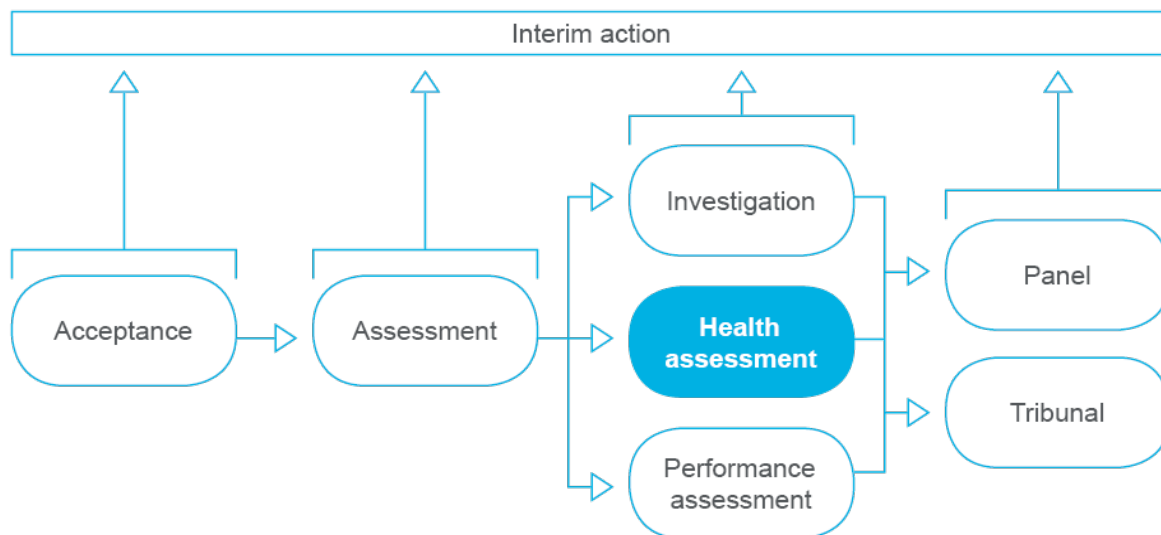 Interim action
Acceptance
Assessment
Investigation
Health
assessment
Performance
assessment
Panel
Tribunal